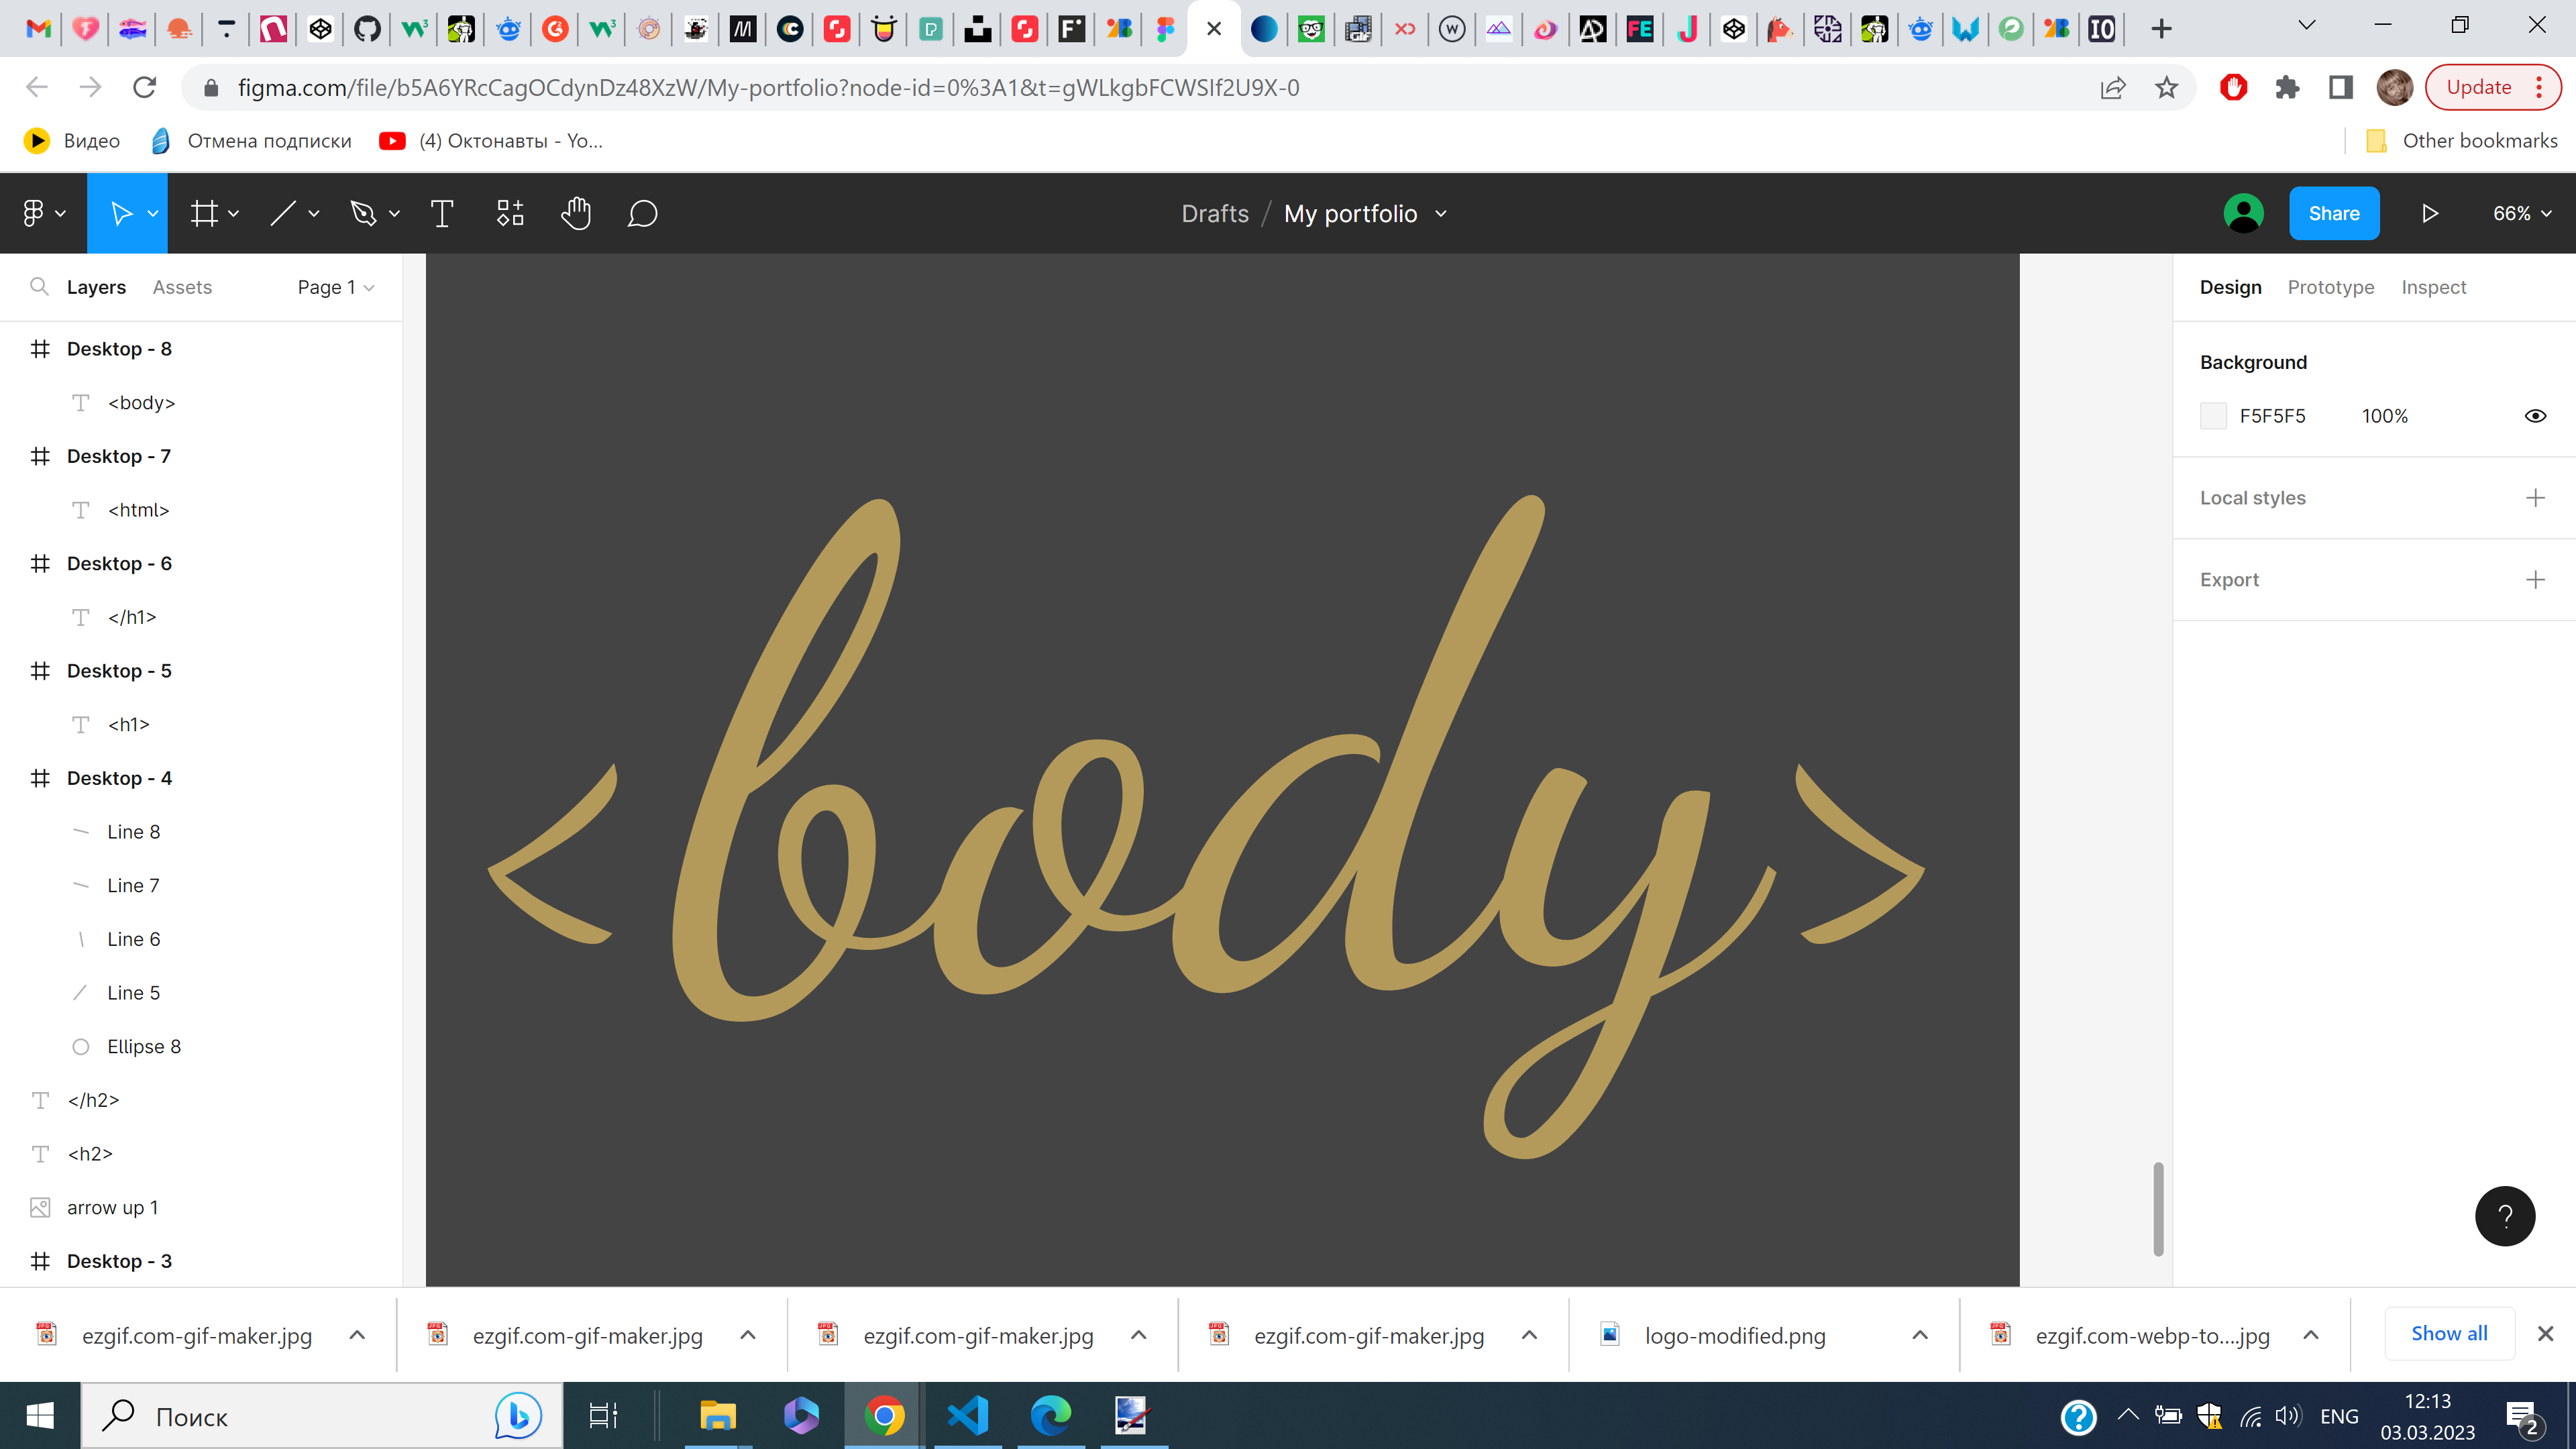 figma.com/file/b5A6YRcCagOCdynDz48XzW/My-portfolio?node-id=0%3A1&t=gWLkgbFCWSIf2U9X-0
Update
Видео
Отмена подписки
(4) Октонавты - Yo...
Other bookmarks
Drafts / My portfolio
Share
66%
Layers
Assets
Page 1
Design
Prototype
Inspect
Desktop - 8
<body>
Desktop - 7
<html>
Desktop - 6
</h1>
Desktop - 5
<h1>
Desktop - 4
Line 8
Line 7
Line 6
Line 5
Ellipse 8
</h2>
<h2>
arrow up 1
Desktop - 3
<body>
Background
F5F5F5 100%
Local styles
Export
?
ezgif.com-gif-maker.jpg
ezgif.com-gif-maker.jpg
ezgif.com-gif-maker.jpg
ezgif.com-gif-maker.jpg
logo-modified.png
ezgif.com-webp-to....jpg
Show all
Поиск
ENG
12:13
03.03.2023
2